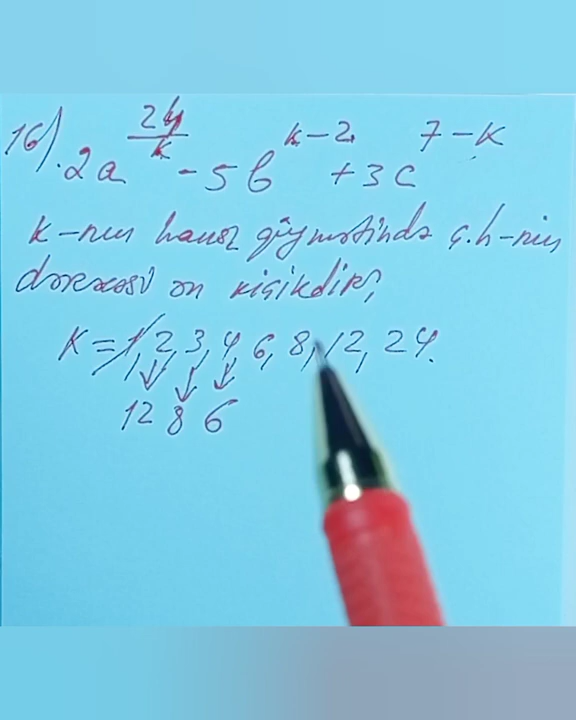 16). 2a^(24/k) - 5b^(k-2) + 3c^(7-k)
k-nın hansı qiymətində ç.h-nin
dərəcəsi ən kiçikdir?
K = 1, 2, 3, 4, 6, 8, 12, 24.
12 8 6